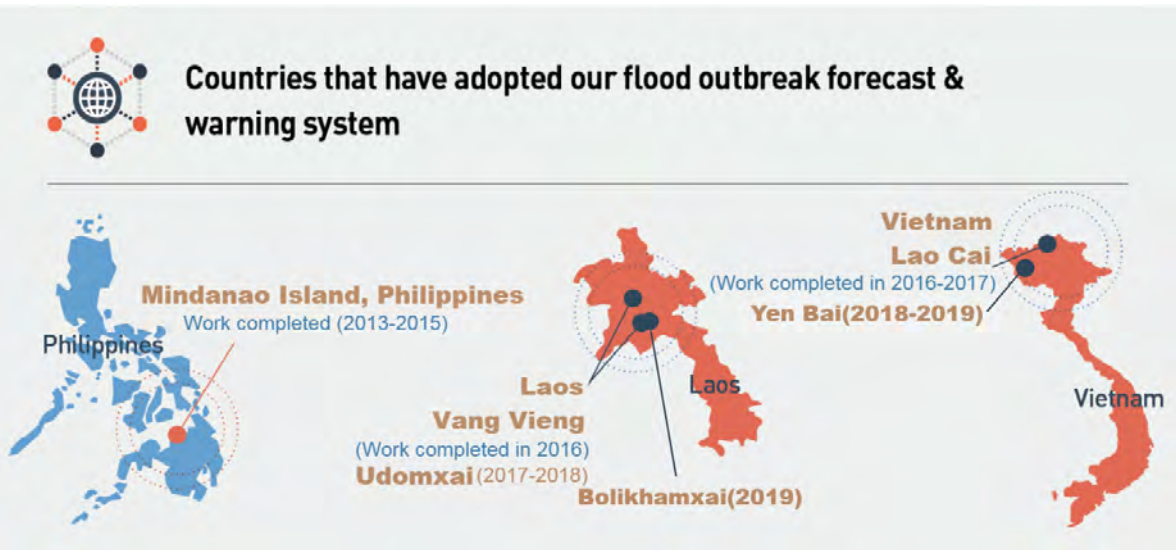 Countries that have adopted our flood outbreak forecast &
warning system
Mindanao Island, Philippines
Work completed (2013-2015)
Philippines
Laos
Vang Vieng
(Work completed in 2016)
Udomxai (2017-2018)
Bolikhamxai(2019)
Laos
Vietnam
Lao Cai
(Work completed in 2016-2017)
Yen Bai(2018-2019)
Vietnam